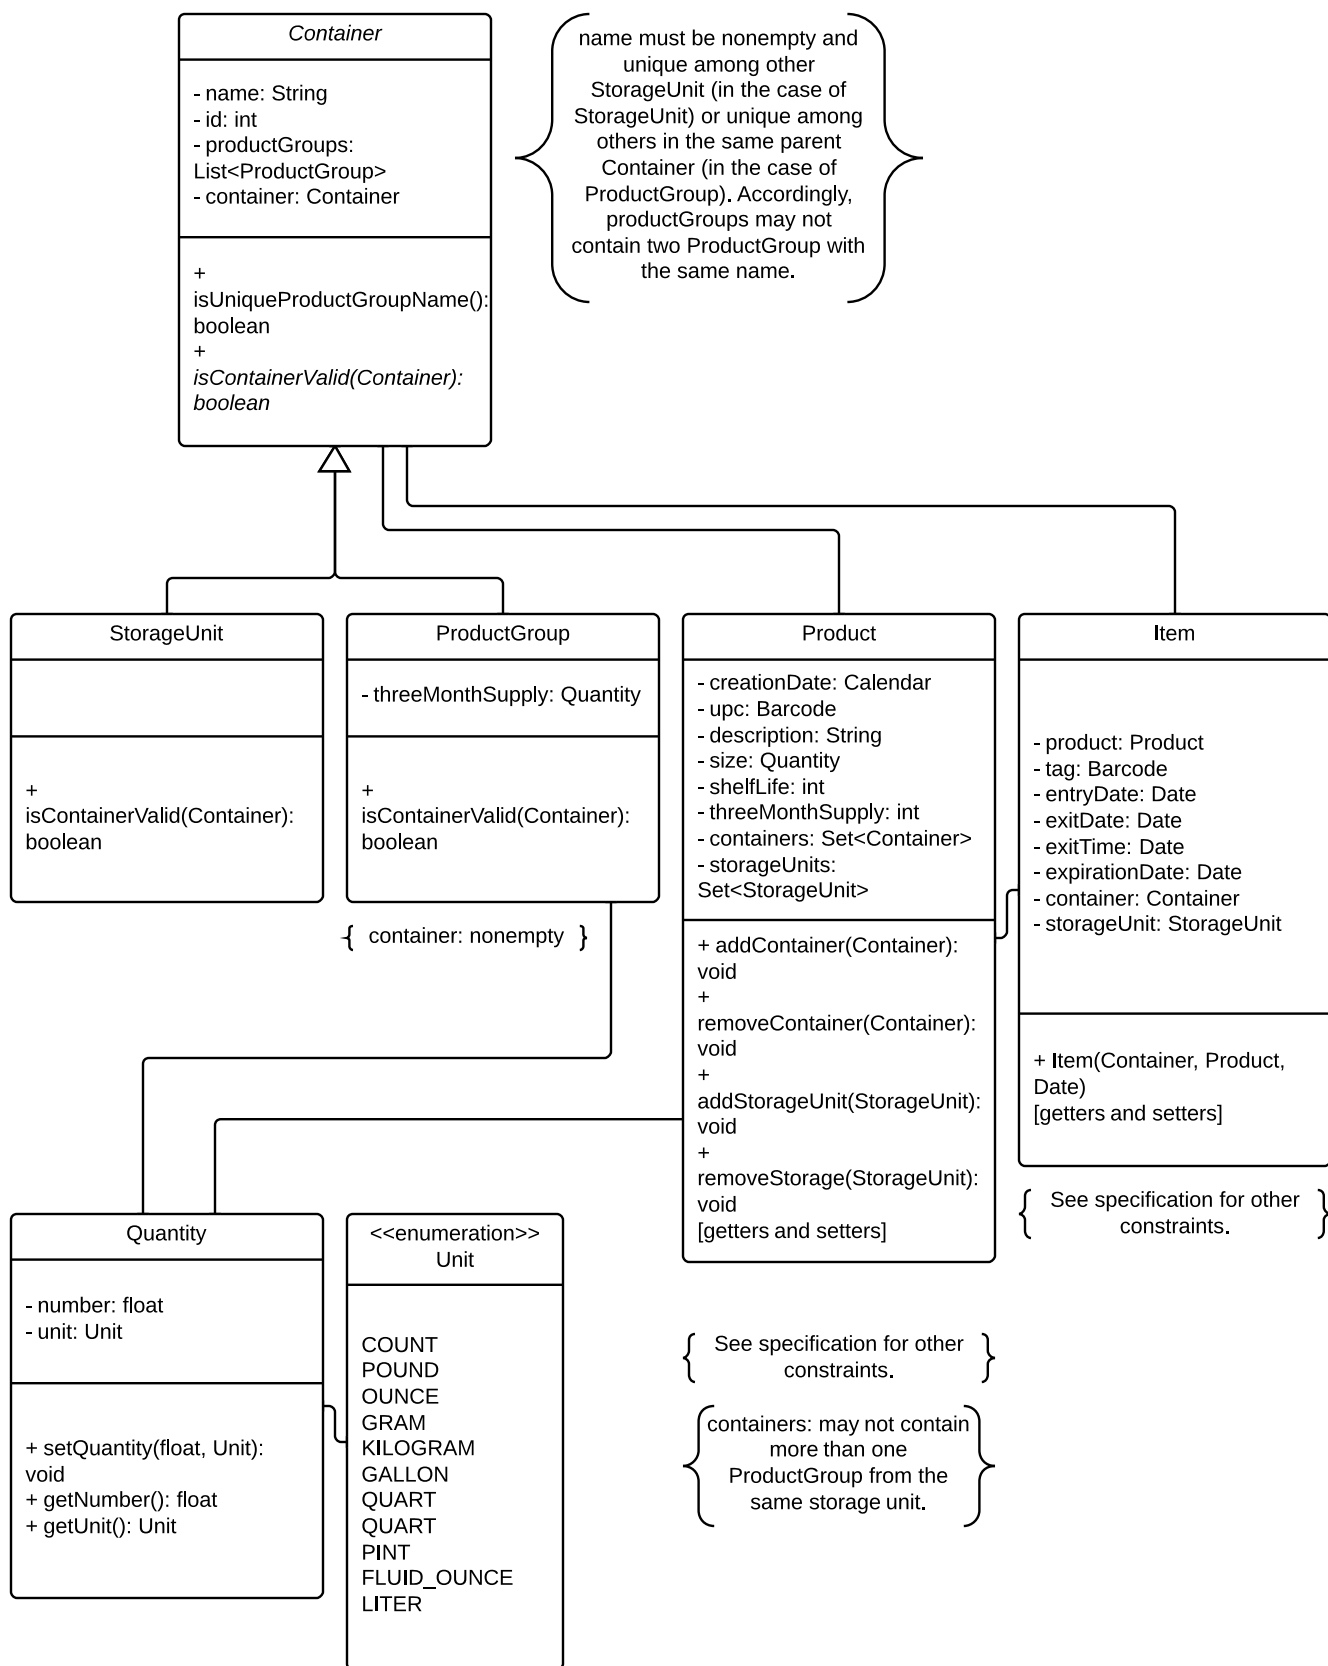 Container
- name: String
- id: int
- productGroups:
List<ProductGroup>
- container: Container
+
isUniqueProductGroupName():
boolean
+
isContainerValid(Container):
boolean
name must be nonempty and
unique among other
StorageUnit (in the case of
StorageUnit) or unique among
others in the same parent
Container (in the case of
ProductGroup). Accordingly,
productGroups may not
contain two ProductGroup with
the same name.
StorageUnit
+
isContainerValid(Container):
boolean
ProductGroup
- threeMonthSupply: Quantity
+
isContainerValid(Container):
boolean
{ container: nonempty }
Product
- creationDate: Calendar
- upc: Barcode
- description: String
- size: Quantity
- shelfLife: int
- threeMonthSupply: int
- containers: Set<Container>
- storageUnits:
Set<StorageUnit>
+ addContainer(Container):
void
+
removeContainer(Container):
void
+
addStorageUnit(StorageUnit):
void
+
removeStorage(StorageUnit):
void
[getters and setters]
Item
- product: Product
- tag: Barcode
- entryDate: Date
- exitDate: Date
- exitTime: Date
- expirationDate: Date
- container: Container
- storageUnit: StorageUnit
+ Item(Container, Product,
Date)
[getters and setters]
See specification for other
constraints.
Quantity
- number: float
- unit: Unit
+ setQuantity(float, Unit):
void
+ getNumber(): float
+ getUnit(): Unit
<<enumeration>>
Unit
COUNT
POUND
OUNCE
GRAM
KILOGRAM
GALLON
QUART
QUART
PINT
FLUID_OUNCE
LITER
See specification for other
constraints.
containers: may not contain
more than one
ProductGroup from the
same storage unit.